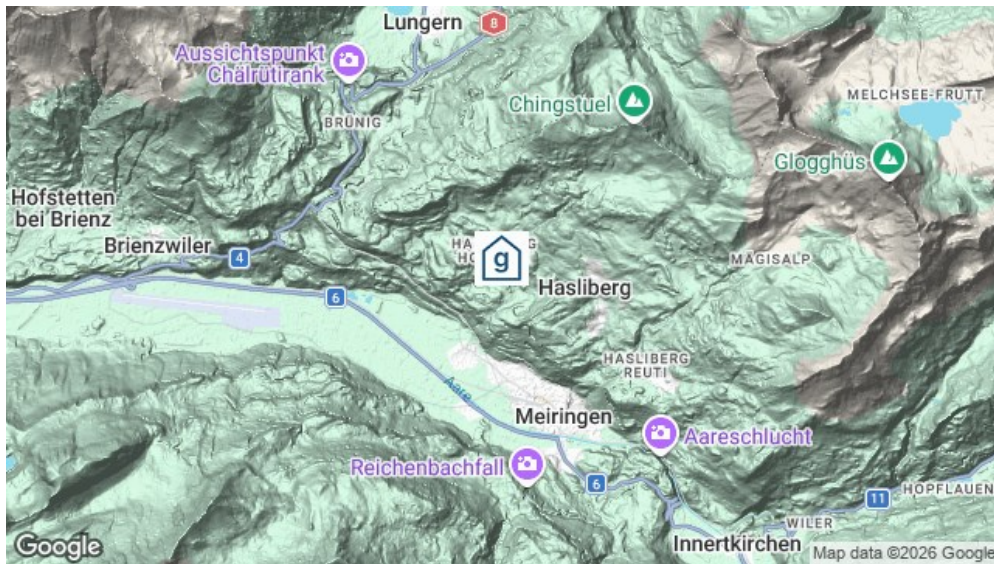 Lungern
8
Aussichtspunkt
Chälrütirank
Chingstuel
MELCHSEE-FRUTT
BRÜNIG
Glogghüs
Hofstetten
bei Brienz
Brienzwiler
4
g
MÄGISALP
Hasliberg
6
HASLIBERG
REUTI
Aare
Meiringen
Aareschlucht
Reichenbachfall
6
11
HOPFLAUEN
WILER
Innertkirchen
Google
Map data ©2026 Google